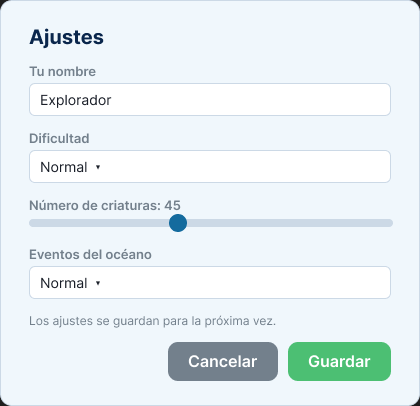 Ajustes
Tu nombre
Explorador
Dificultad
Normal
Número de criaturas: 45
Eventos del océano
Normal
Los ajustes se guardan para la próxima vez.
Cancelar
Guardar